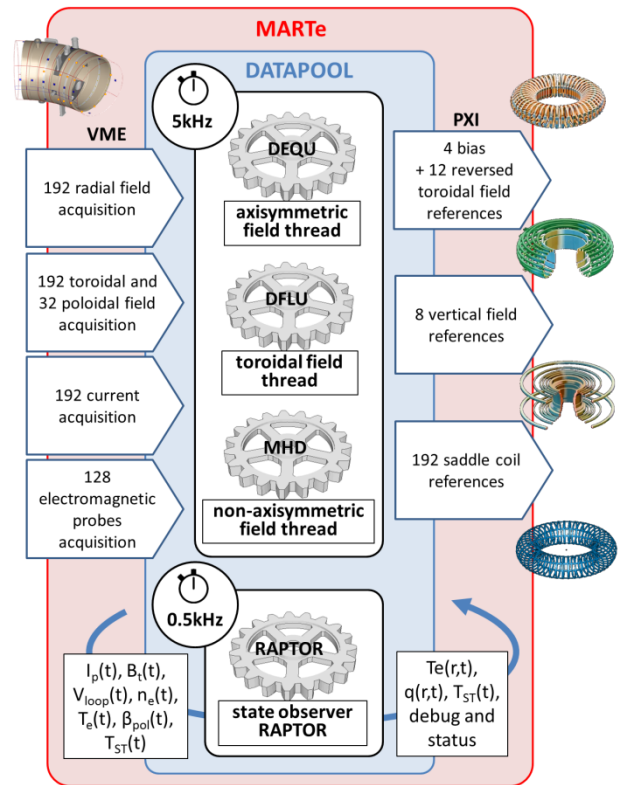 MARTe
DATAPOOL
VME
5kHz
PXI
192 radial field
acquisition
192 toroidal and
32 poloidal field
acquisition
192 current
acquisition
128
electromagnetic
probes
acquisition
DEQU
axisymmetric
field thread
DFLU
toroidal field
thread
MHD
non-axisymmetric
field thread
4 bias
+ 12 reversed
toroidal field
references
8 vertical field
references
192 saddle coil
references
0.5kHz
RAPTOR
state observer
RAPTOR
Ip(t), Bt(t),
Vloop(t), ne(t),
Te(t), βpol(t),
TST(t)
Te(r,t),
q(r,t), TST(t),
debug and
status